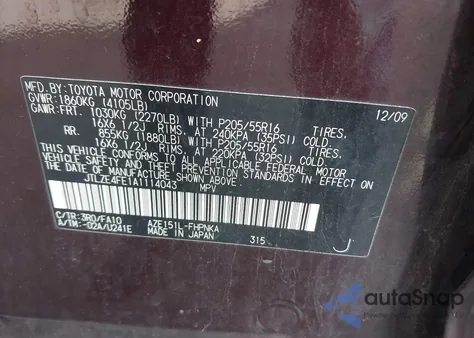 MFD. BY: TOYOTA MOTOR CORPORATION 12/09
GVWR: 1860KG (4105LB)
GAWR: FRT. 1030KG (2270LB) WITH P205/55R16 TIRES.
16X6 1/2J RIMS. AT 240KPA (35PSI) COLD
RR. 855KG (1880LB) WITH P205/55R16 TIRES.
16X6 1/2J RIMS. AT 220KPA (32PSI) COLD
THIS VEHICLE CONFORMS TO ALL APPLICABLE
FEDERAL MOTOR VEHICLE SAFETY, BUMPER, AND
THEFT PREVENTION STANDARDS IN EFFECT ON THE
DATE OF MANUFACTURE SHOWN ABOVE.
JTLZE4FE1A1114043 MPV
C/TR: 3R0/FA10 AZE151L-FHPNKA
A/TM: -02A/U241E MADE IN JAPAN 315 J
autoSnap